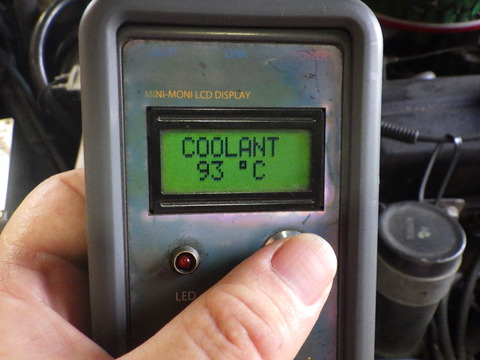 MINI-MONI LCD DISPLAY
COOLANT
93 °C
LED